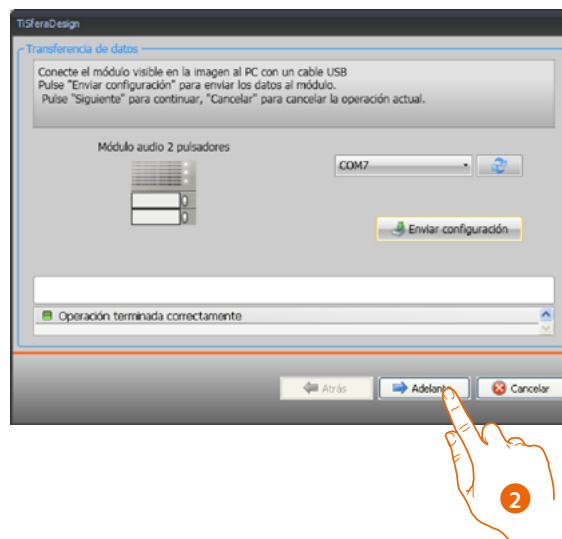 TiSferaDesign
Transferencia de datos
Conecte el módulo visible en la imagen al PC con un cable USB
Pulse "Enviar configuración" para enviar los datos al módulo.
Pulse "Siguiente" para continuar, "Cancelar" para cancelar la operación actual.
Módulo audio 2 pulsadores
COM7
Enviar configuración
Operación terminada correctamente
Atrás
Adelante
Cancelar
2